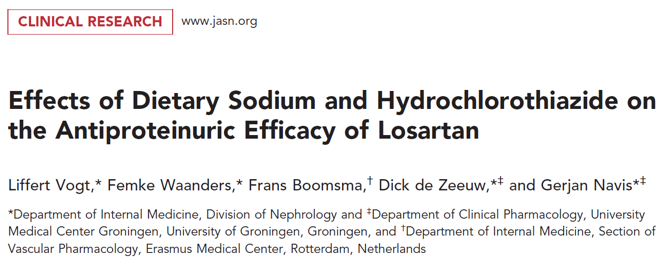 CLINICAL RESEARCH www.jasn.org
Effects of Dietary Sodium and Hydrochlorothiazide on
the Antiproteinuric Efficacy of Losartan
Liffert Vogt,* Femke Waanders,* Frans Boomsma,† Dick de Zeeuw,*‡ and Gerjan Navis*‡
*Department of Internal Medicine, Division of Nephrology and ‡Department of Clinical Pharmacology, University
Medical Center Groningen, University of Groningen, Groningen, and †Department of Internal Medicine, Section of
Vascular Pharmacology, Erasmus Medical Center, Rotterdam, Netherlands